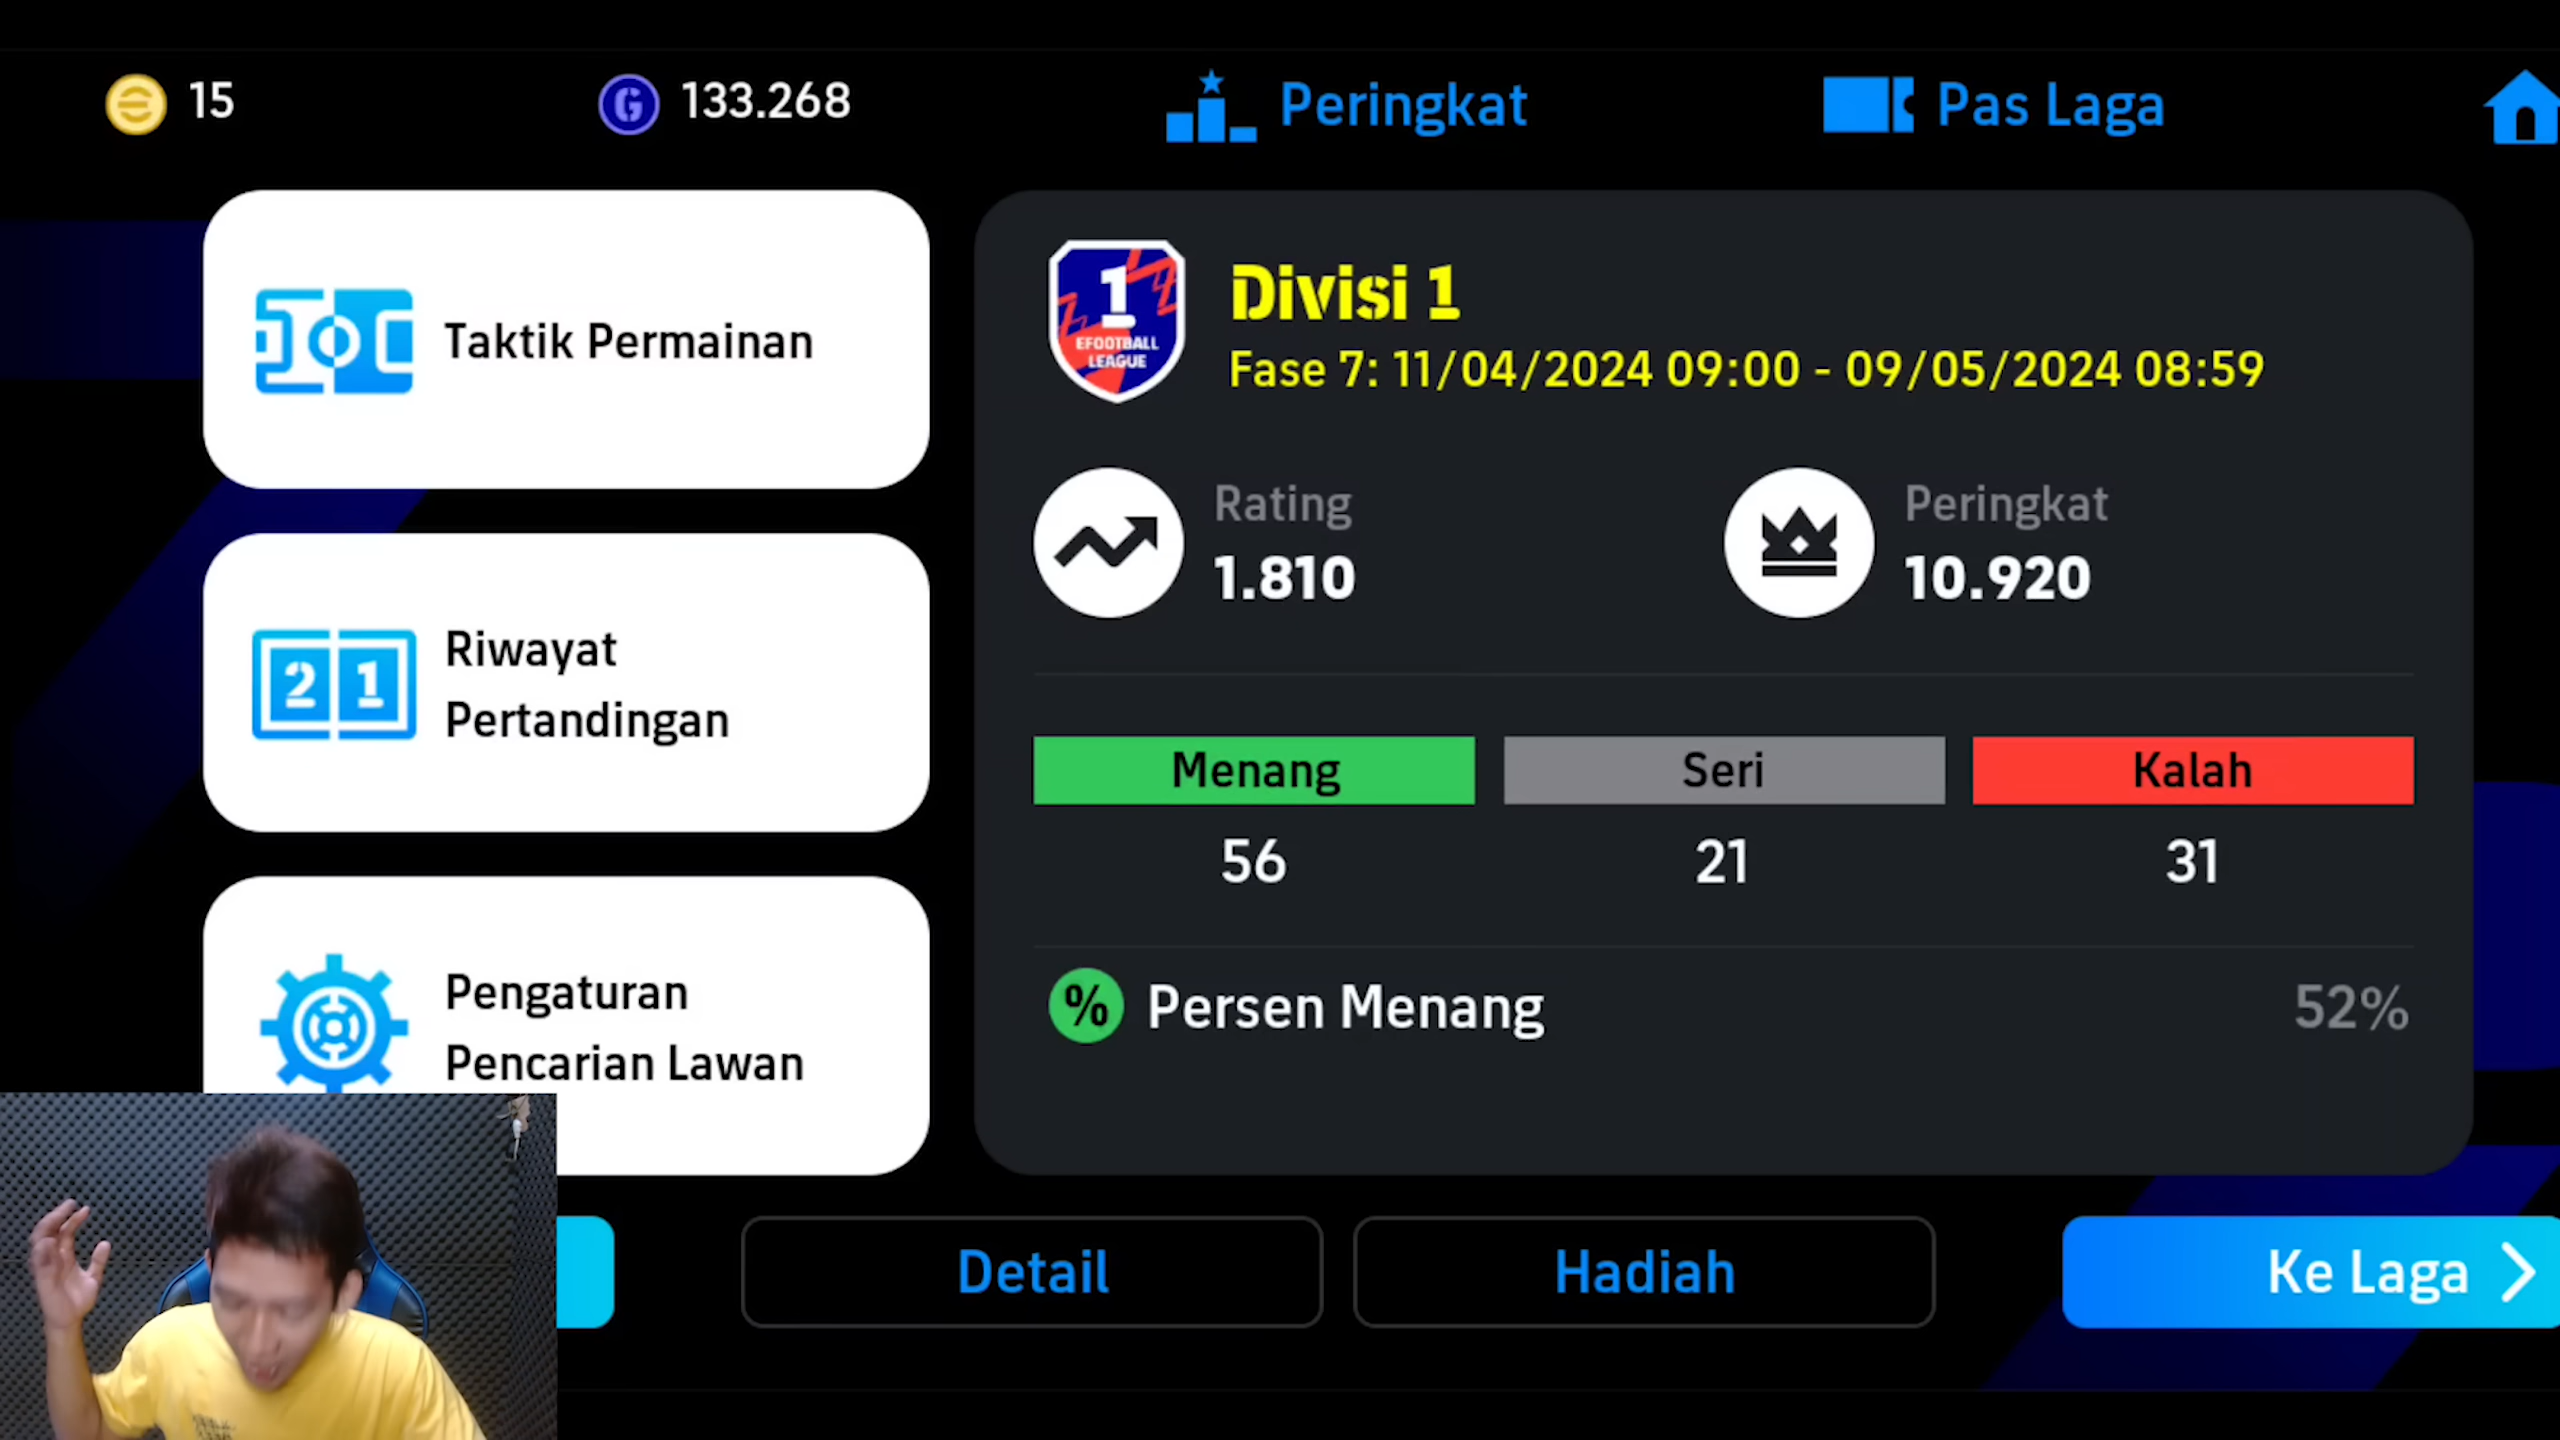 15
133.268
Peringkat
Pas Laga
Taktik Permainan
Riwayat
Pertandingan
2 1
Pengaturan
Pencarian Lawan
1
EFOOTBALL
LEAGUE
Divisi 1
Fase 7: 11/04/2024 09:00 - 09/05/2024 08:59
Rating
1.810
Peringkat
10.920
Menang
Seri
Kalah
56
21
31
% Persen Menang
52%
Detail
Hadiah
Ke Laga